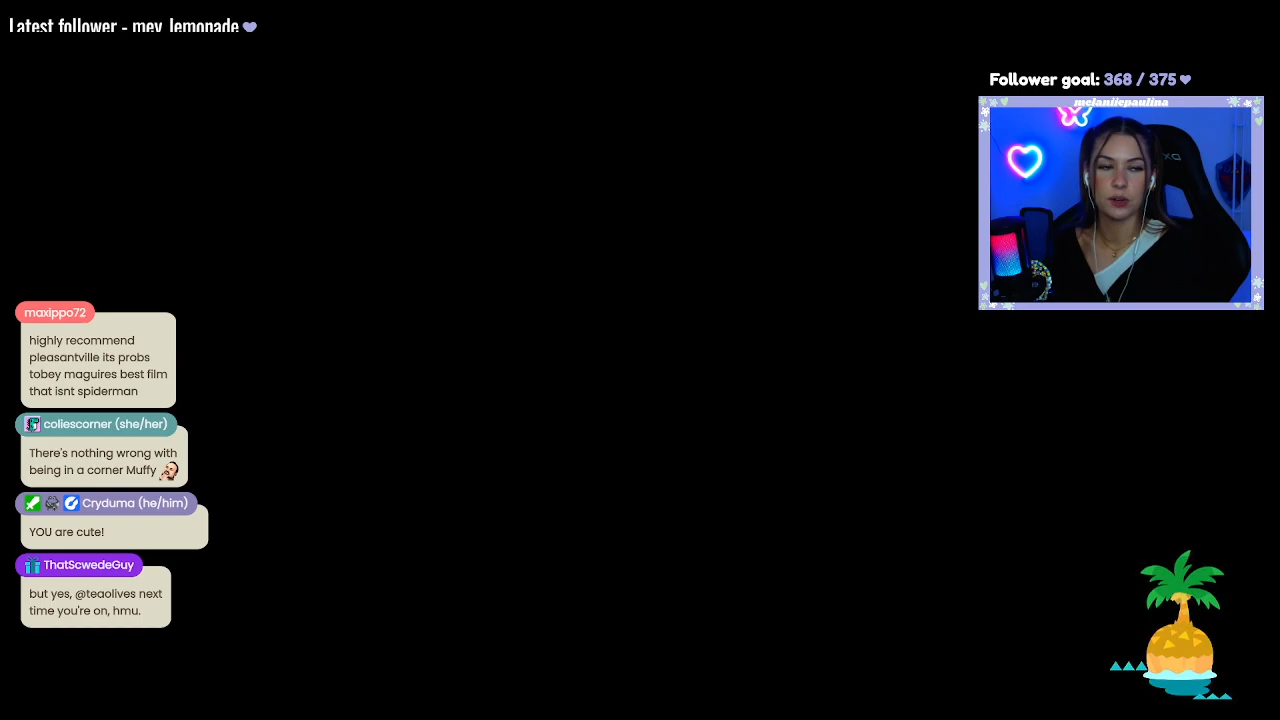 Latest follower - mey_lemonade
Follower goal: 368 / 375
melaniiepaulina
XO
maxippo72
highly recommend
pleasantville its probs
tobey maguires best film
that isnt spiderman
coliescorner (she/her)
There's nothing wrong with
being in a corner Muffy
Cryduma (he/him)
YOU are cute!
ThatScwedeGuy
but yes, @teaolives next
time you're on, hmu.